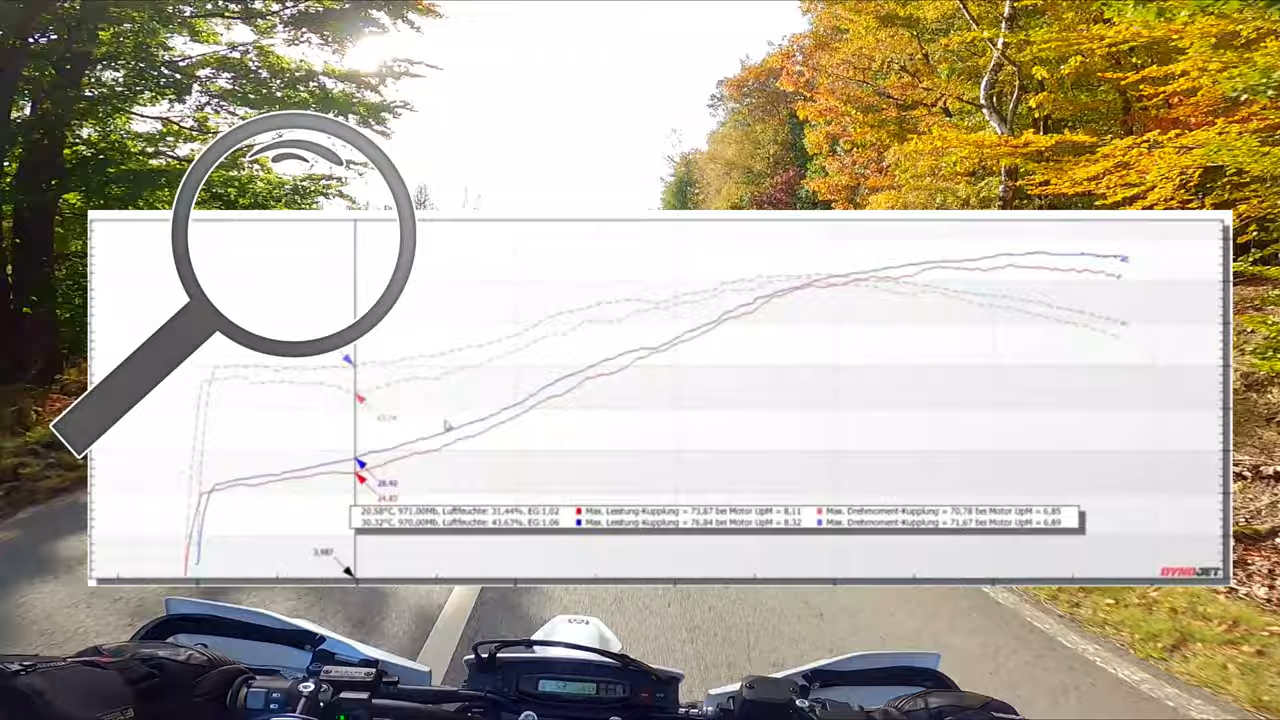 28,40
24,83
20,58°C, 971,00Mb, Luftfeuchte: 31,44%, EG:1,02 Max. Leistung-Kupplung = 73,87 bei Motor UpM = 8,11 Max. Drehmoment-Kupplung = 70,78 bei Motor UpM = 6,85
30,32°C, 970,00Mb, Luftfeuchte: 43,63%, EG:1,06 Max. Leistung-Kupplung = 76,84 bei Motor UpM = 8,32 Max. Drehmoment-Kupplung = 71,67 bei Motor UpM = 6,89
3,987
DYNOJET